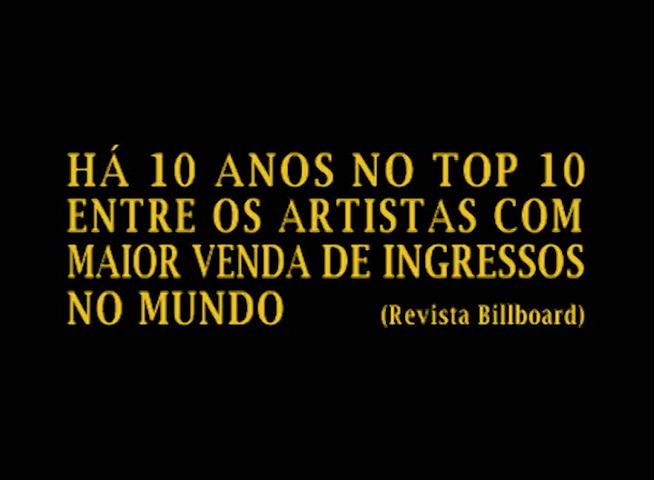 HÁ 10 ANOS NO TOP 10
ENTRE OS ARTISTAS COM
MAIOR VENDA DE INGRESSOS
NO MUNDO (Revista Billboard)